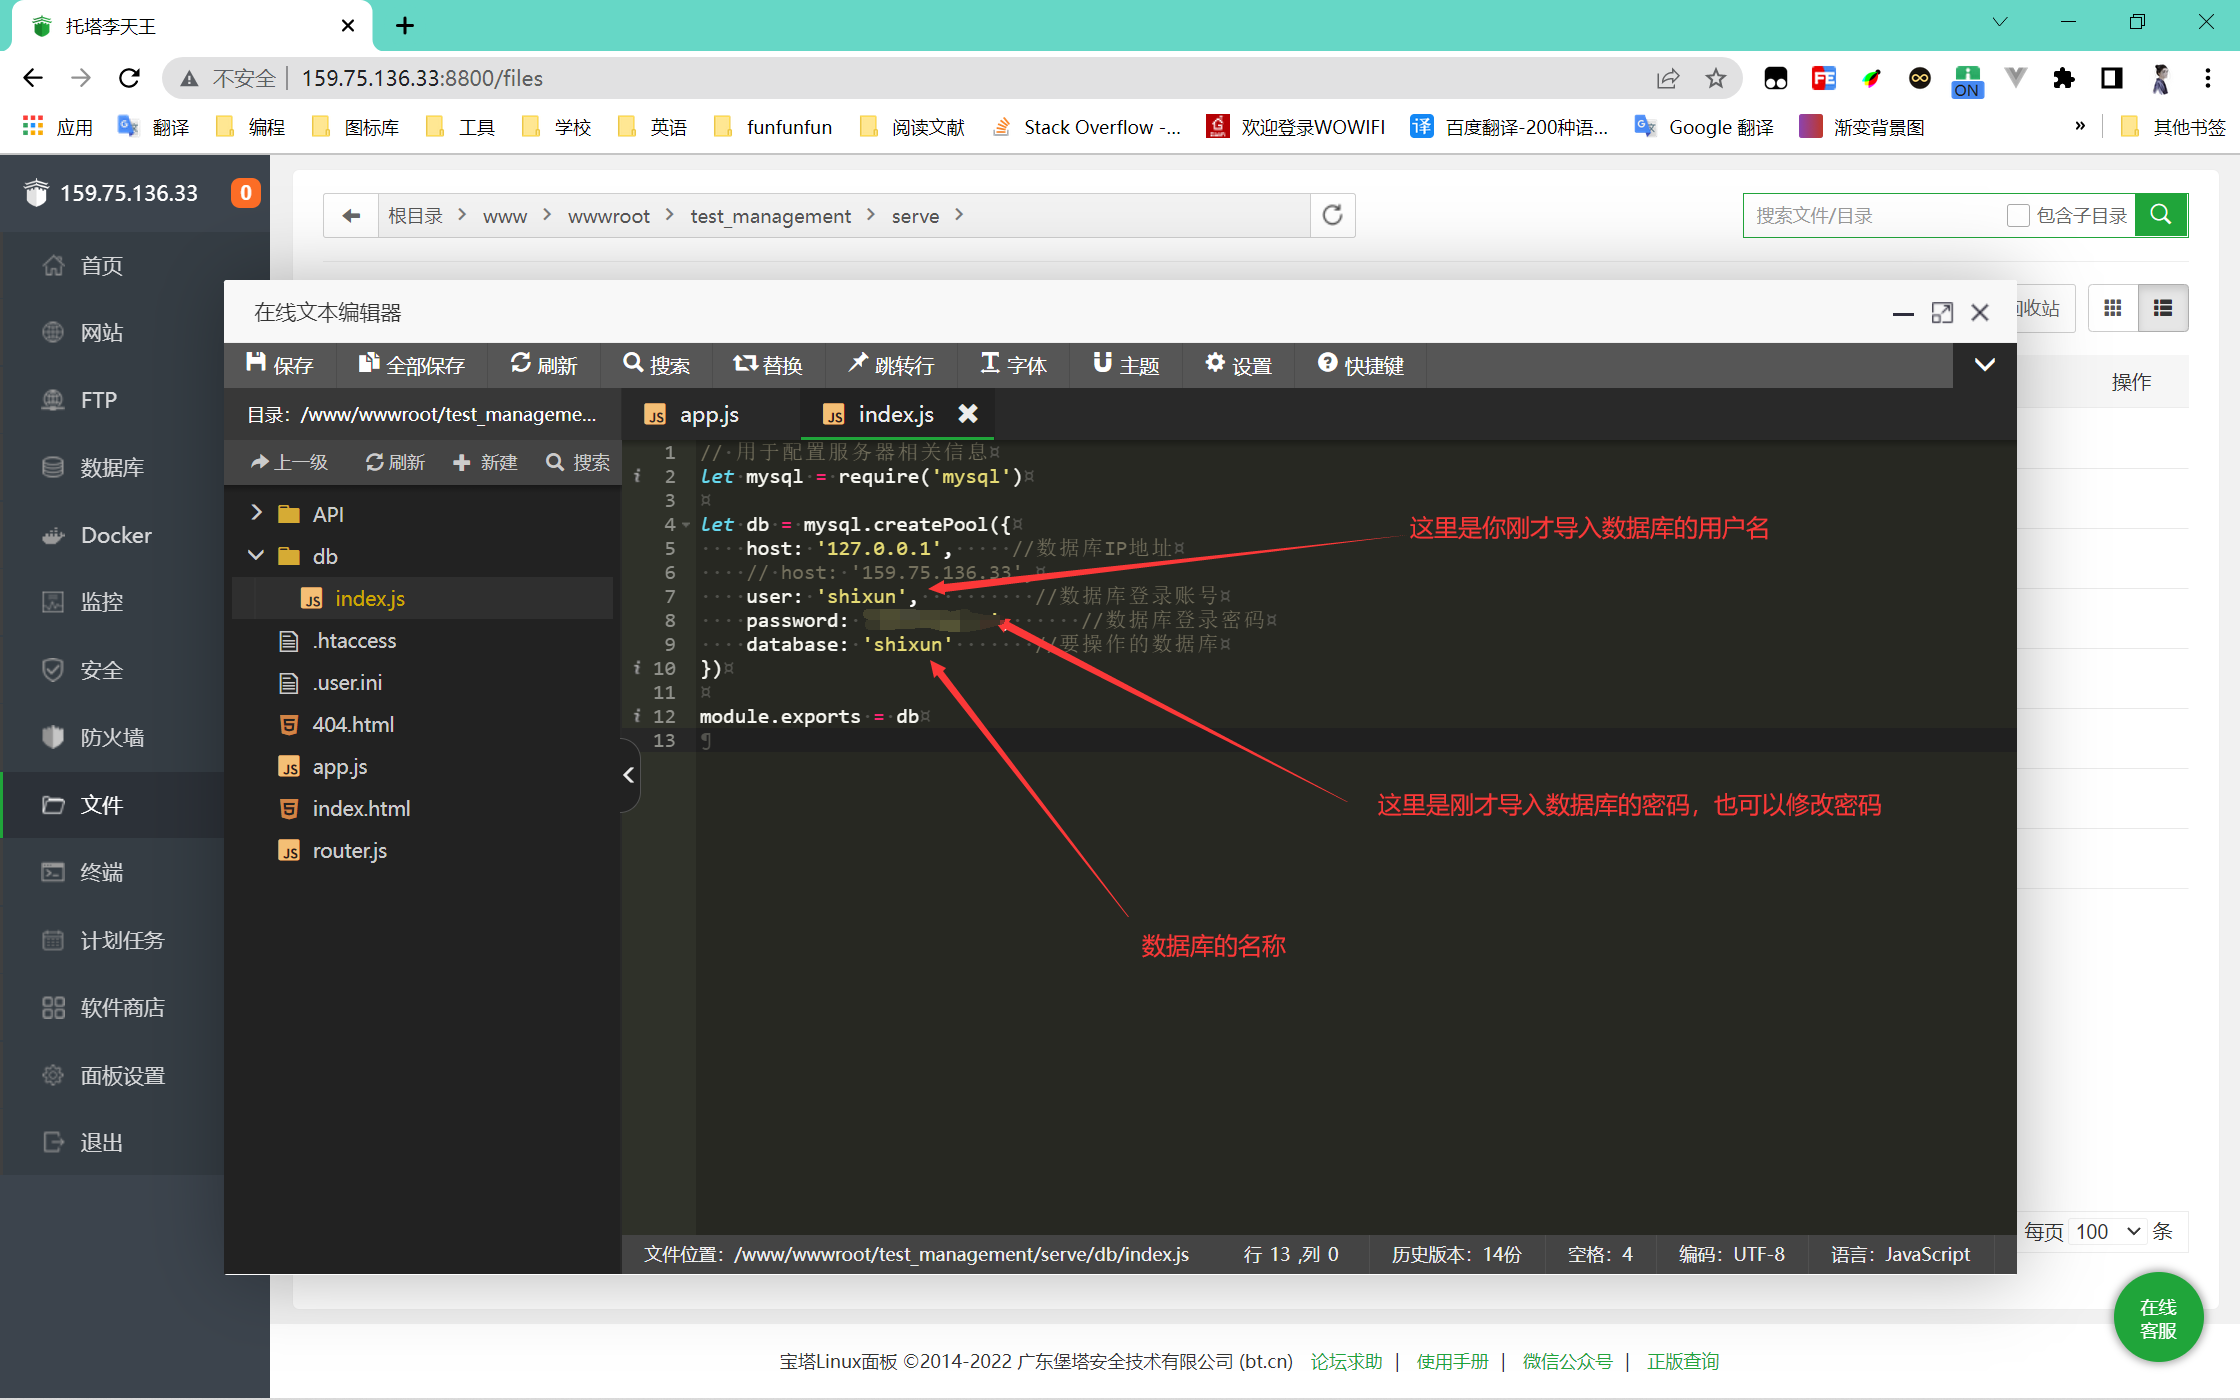 托塔李天王
不安全 | 159.75.136.33:8800/files
ON
应用 翻译 编程 图标库 工具 学校 英语 funfunfun 阅读文献 Stack Overflow -... 欢迎登录WOWIFI 百度翻译-200种语... Google 翻译 渐变背景图 » 其他书签
159.75.136.33 0
根目录 > www > wwwroot > test_management > serve >
搜索文件/目录 包含子目录
首页
网站
FTP
数据库
Docker
监控
安全
防火墙
文件
终端
计划任务
软件商店
面板设置
退出
收站
操作
在线文本编辑器
保存 全部保存 刷新 搜索 替换 跳转行 字体 主题 设置 快捷键
目录：/www/wwwroot/test_manageme...
上一级 刷新 新建 搜索
API
db
index.js
.htaccess
.user.ini
404.html
app.js
index.html
router.js
app.js index.js
1 // 用于配置服务器相关信息
2 let mysql = require('mysql')
3
4 let db = mysql.createPool({
5 host: '127.0.0.1', //数据库IP地址
6 // host: '159.75.136.33',
7 user: 'shixun', //数据库登录账号
8 password: //数据库登录密码
9 database: 'shixun' //要操作的数据库
10 })
11
12 module.exports = db
13
这里是你刚才导入数据库的用户名
这里是刚才导入数据库的密码，也可以修改密码
数据库的名称
文件位置：/www/wwwroot/test_management/serve/db/index.js 行 13 ,列 0 历史版本：14份 空格：4 编码：UTF-8 语言：JavaScript
每页 100 条
在线
客服
宝塔Linux面板 ©2014-2022 广东堡塔安全技术有限公司 (bt.cn) 论坛求助 | 使用手册 | 微信公众号 | 正版查询